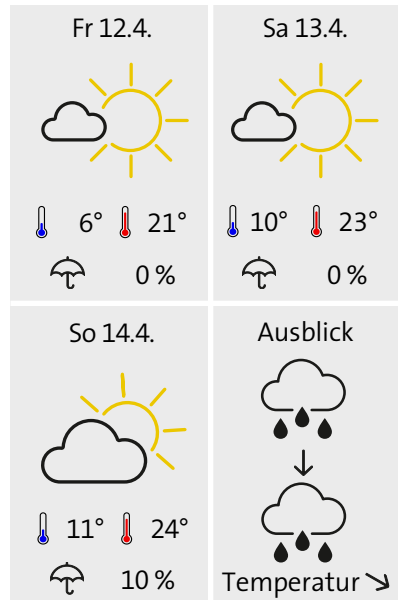 Fr 12.4.
6° 21°
0 %
Sa 13.4.
10° 23°
0 %
So 14.4.
11° 24°
10 %
Ausblick
Temperatur